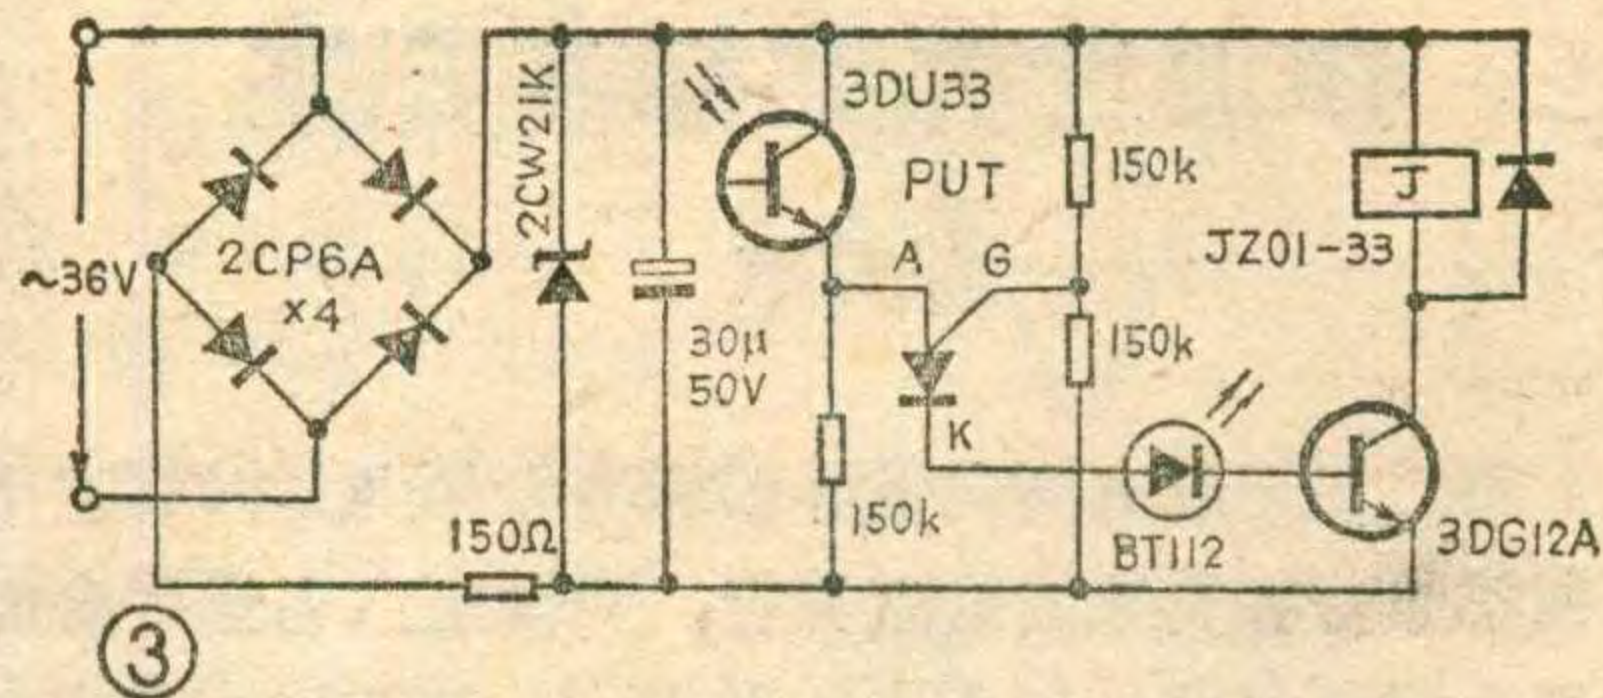 ~36V
2CP6A
×4
2CW21K
150Ω
30μ
50V
3DU33
PUT
A
G
K
150k
150k
150k
J
JZ01-33
BT112
3DG12A
③